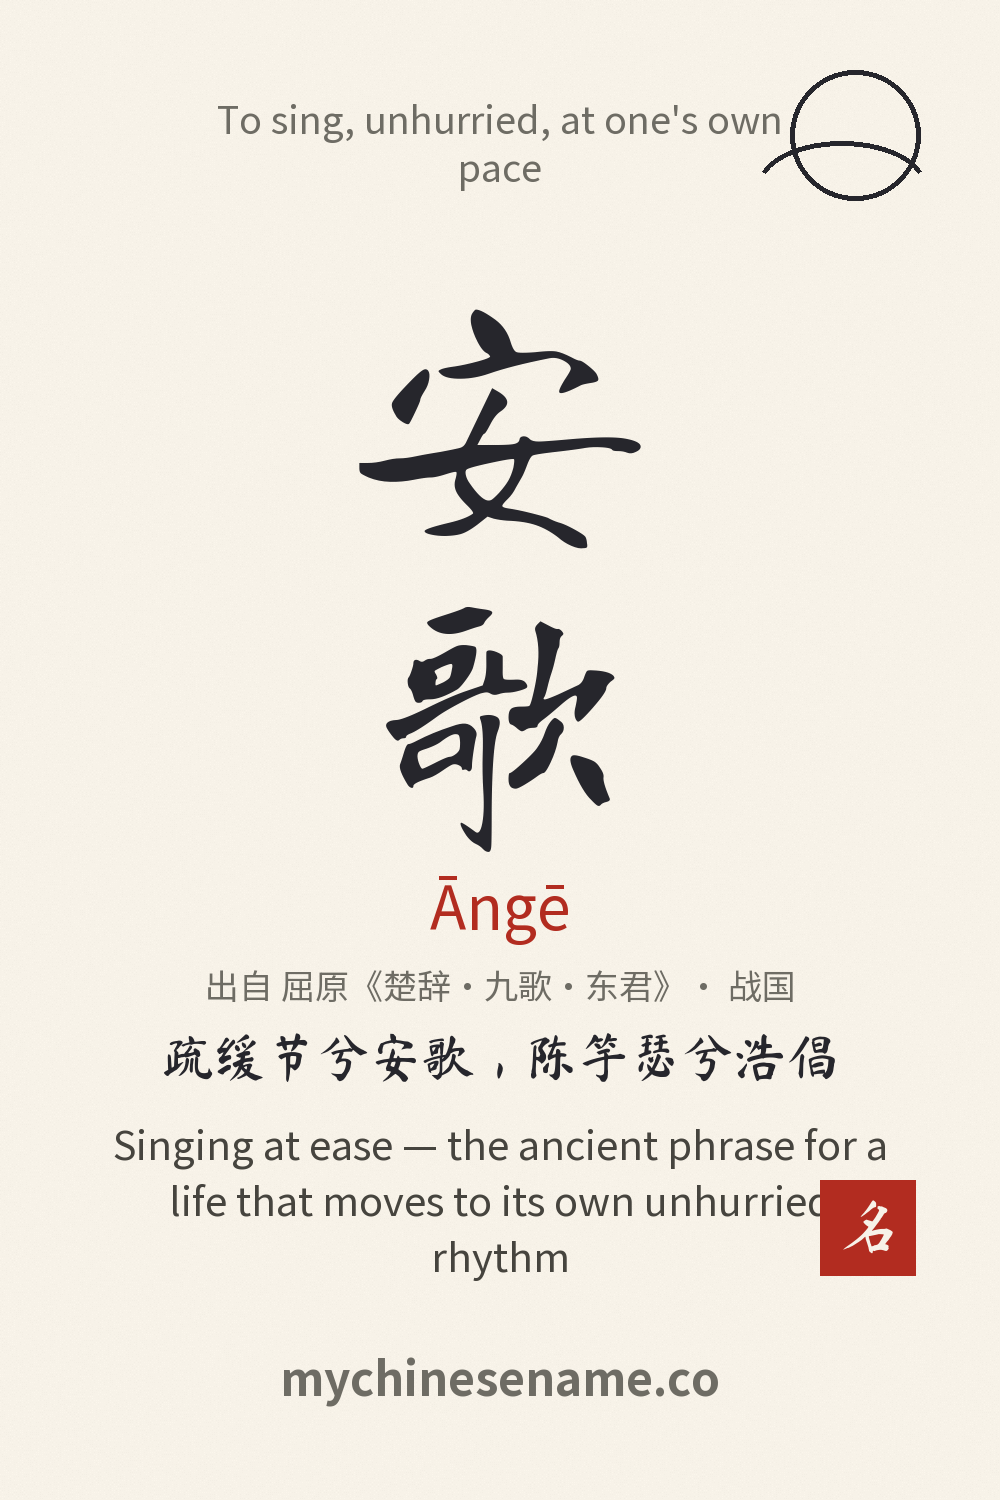 To sing, unhurried, at one's own
pace
安
歌
Āngē
出自 屈原《楚辞·九歌·东君》· 战国
疏缓节兮安歌，陈竽瑟兮浩倡
Singing at ease — the ancient phrase for a
life that moves to its own unhurried
rhythm
名
mychinesename.co